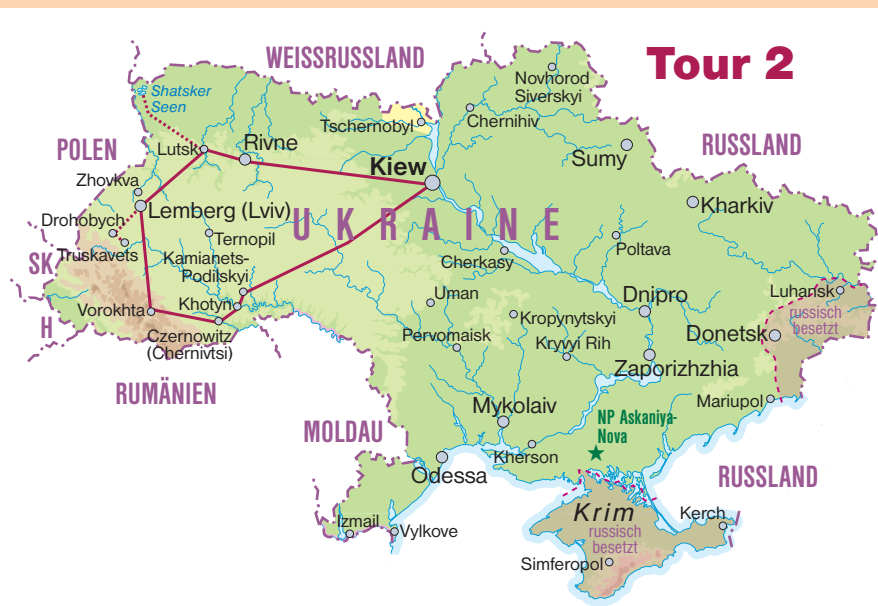 Tour 2
WEISSRUSSLAND
Novhorod
Siverskyi
Shatsker
Seen
Tschernobyl
Chernihiv
POLEN
Lutsk
Rivne
Kiew
Sumy
RUSSLAND
Zhovkva
Lemberg (Lviv)
Kharkiv
Drohobych
UKRAINE
Ternopil
Poltava
Truskavets
SK
Kamianets-
Podilskyi
Cherkasy
Khotyn
Uman
Dnipro
Luhansk
russisch
besetzt
Vorokhta
H
Kropynytskyi
Czernowitz
(Chernivtsi)
Pervomaisk
Kryvyi Rih
Donetsk
Zaporizhzhia
RUMÄNIEN
Mykolaiv
Mariupol
NP Askaniya-
Nova
MOLDAU
Kherson
Odessa
RUSSLAND
Izmail
Vylkove
Krim
russisch
besetzt
Kerch
Simferopol